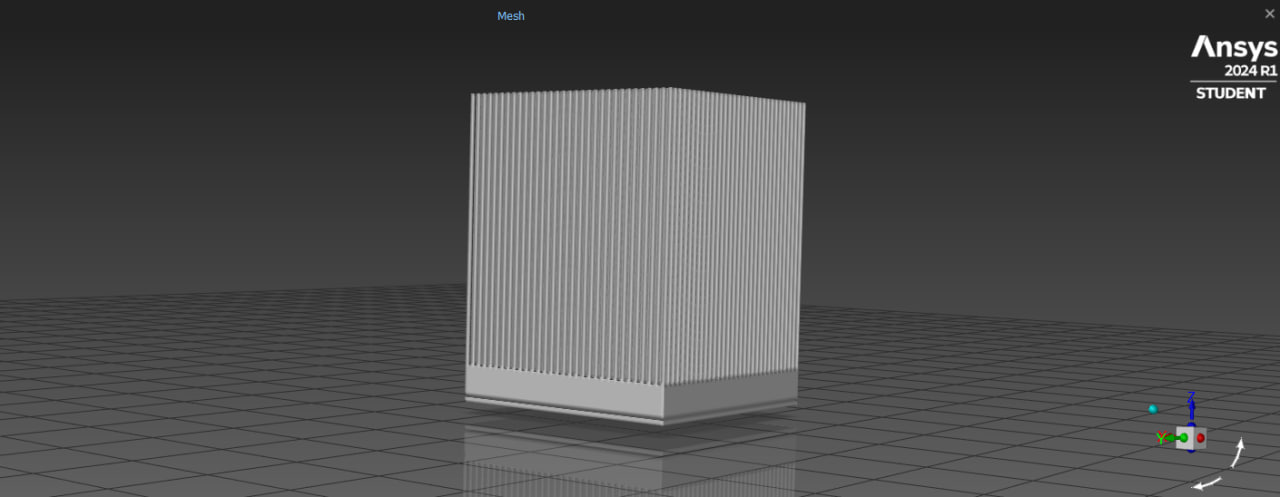 Mesh
Ansys
2024 R1
STUDENT
Z
Y